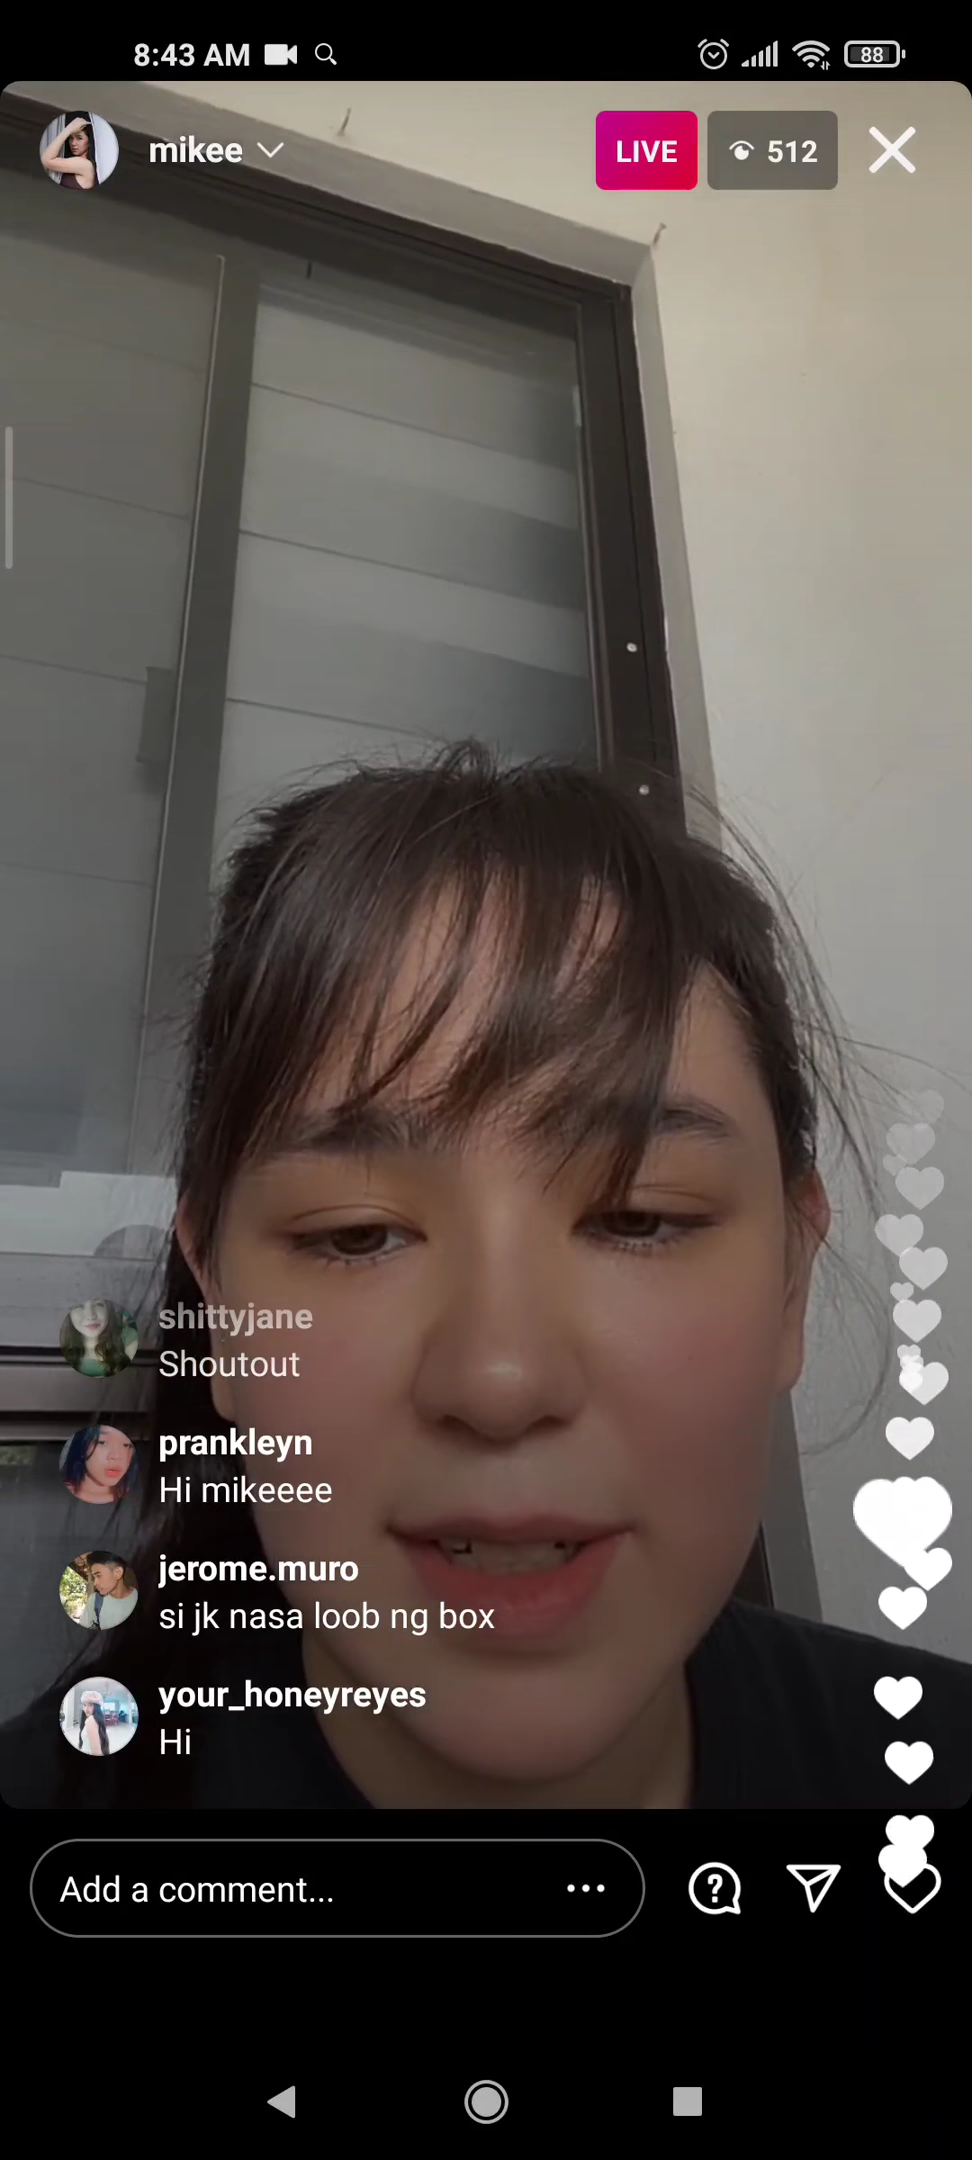 8:43 AM
88
mikee
LIVE
512
shittyjane
Shoutout
prankleyn
Hi mikeeee
jerome.muro
si jk nasa loob ng box
your_honeyreyes
Hi
Add a comment...